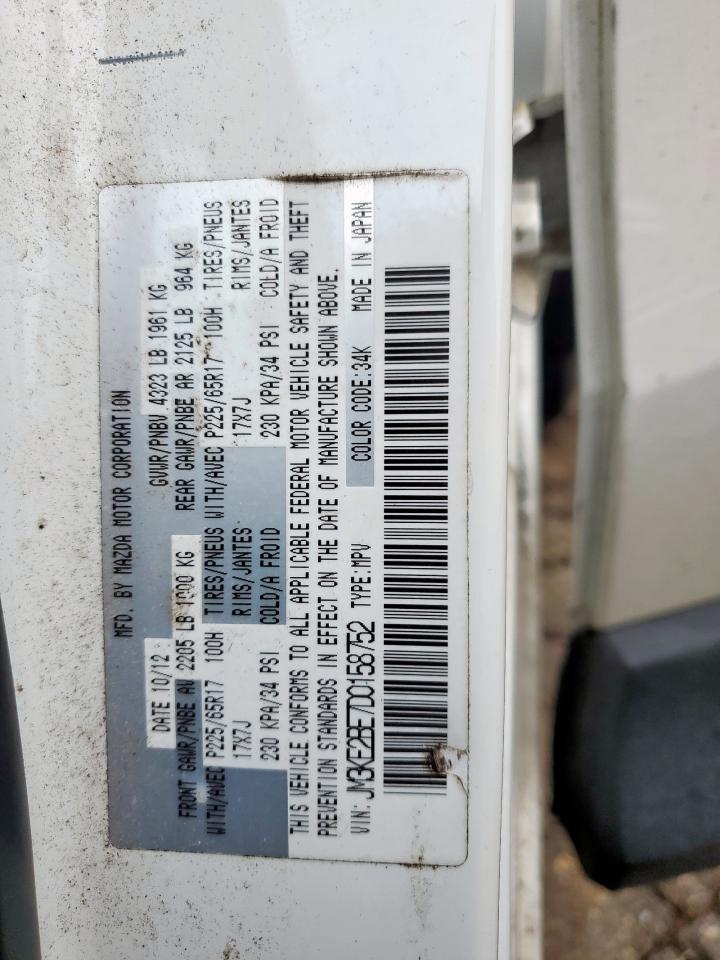 MFD. BY MAZDA MOTOR CORPORATION
DATE 10/12 GVWR/PNBV 4323 LB 1961 KG
FRONT GAWR/PNBE AV 2205 LB 1000 KG REAR GAWR/PNBE AR 2125 LB 964 KG
WITH/AVEC P225/65R17 100H TIRES/PNEUS WITH/AVEC P225/65R17 100H TIRES/PNEUS
17X7J RIMS/JANTES 17X7J RIMS/JANTES
230 KPA/34 PSI COLD/A FROID 230 KPA/34 PSI COLD/A FROID
THIS VEHICLE CONFORMS TO ALL APPLICABLE FEDERAL MOTOR VEHICLE SAFETY AND THEFT
PREVENTION STANDARDS IN EFFECT ON THE DATE OF MANUFACTURE SHOWN ABOVE.
VIN: JM3KE2BE7D0158752 TYPE:MPV COLOR CODE:34K MADE IN JAPAN